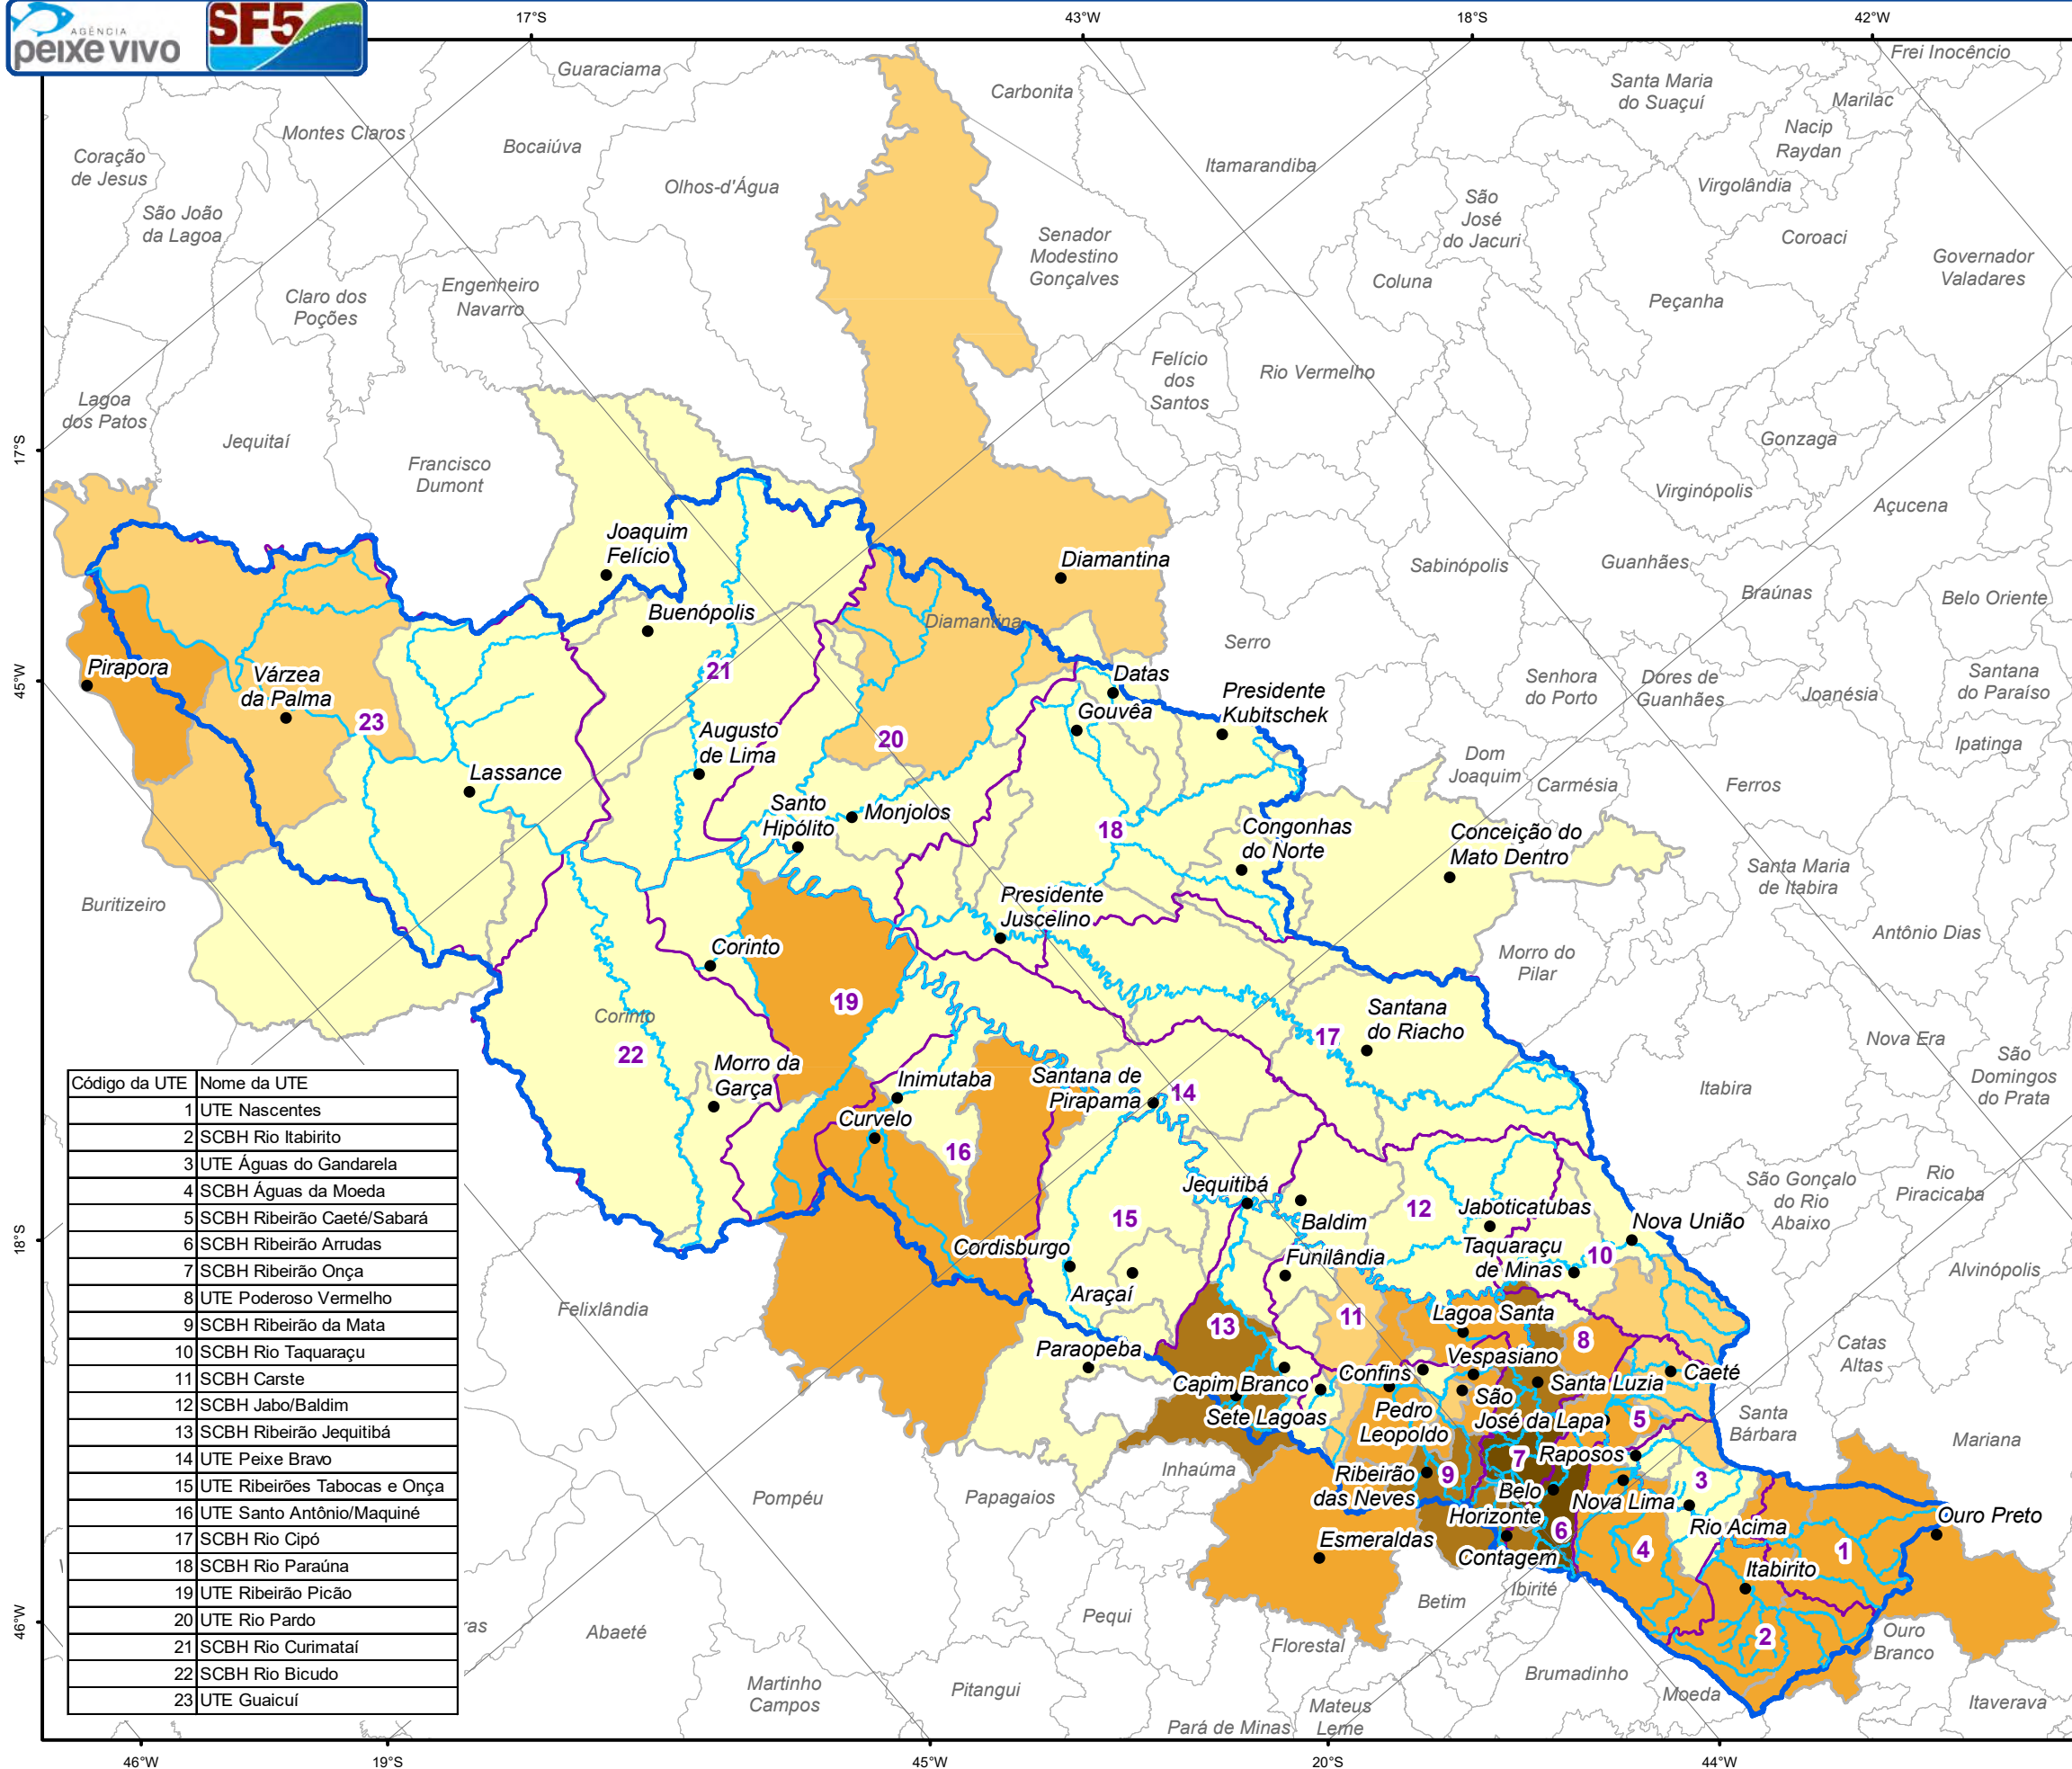 AGÊNCIA
peixe vivo
SF5
17°S
43°W
18°S
42°W
Frei Inocêncio
Guaraciama
Carbonita
Santa Maria
do Suaçuí
Marilac
Montes Claros
Bocaiúva
Nacip
Raydan
Coração
de Jesus
Olhos-d'Água
Itamarandiba
Virgolândia
São João
da Lagoa
São
José
do Jacuri
Senador
Modestino
Gonçalves
Coroaci
Governador
Valadares
Claro dos
Poções
Engenheiro
Navarro
Coluna
Peçanha
Felício
dos
Santos
Rio Vermelho
Lagoa
dos Patos
Jequitaí
17°S
Francisco
Dumont
Gonzaga
Virginópolis
Açucena
Joaquim
Felício
Diamantina
Sabinópolis
Guanhães
Braúnas
Belo Oriente
Buenópolis
Diamantina
Serro
45°W
Pirapora
Várzea
da Palma
21
Datas
Presidente
Kubitschek
Senhora
do Porto
Dores de
Guanhães
Joanésia
Santana
do Paraíso
23
Gouvêa
Augusto
de Lima
20
Dom
Joaquim
Ipatinga
Lassance
Carmésia
Ferros
Santo
Hipólito
Monjolos
18
Congonhas
do Norte
Conceição do
Mato Dentro
Santa Maria
de Itabira
Buritizeiro
Presidente
Juscelino
Antônio Dias
Corinto
Morro do
Pilar
19
Corinto
Santana
do Riacho
17
Nova Era
22
São
Domingos
do Prata
Morro da
Garça
Inimutaba
Santana de
Pirapama
14
Itabira
Curvelo
16
São Gonçalo
do Rio
Abaixo
Rio
Piracicaba
Jequitibá
15
Baldim
12
Jaboticatubas
Nova União
18°S
Cordisburgo
Funilândia
Taquaraçu
de Minas
10
Alvinópolis
Araçaí
Felixlândia
11
Lagoa Santa
13
8
Paraopeba
Confins
Vespasiano
Catas
Altas
Capim Branco
Santa Luzia
Caeté
Sete Lagoas
Pedro
Leopoldo
São
José da Lapa
5
Santa
Bárbara
Mariana
Inhaúma
Ribeirão
das Neves
9
7
Raposos
3
Pompéu
Papagaios
Belo
Horizonte
Nova Lima
Rio Acima
Ouro Preto
Esmeraldas
Contagem
6
4
1
Itabirito
Ibirité
Betim
46°W
ras
Abaeté
Pequi
Florestal
2
Ouro
Branco
Martinho
Campos
Pitangui
Brumadinho
Moeda
Itaverava
Pará de Minas
Mateus
Leme
Código da UTE Nome da UTE
1 UTE Nascentes
2 SCBH Rio Itabirito
3 UTE Águas do Gandarela
4 SCBH Águas da Moeda
5 SCBH Ribeirão Caeté/Sabará
6 SCBH Ribeirão Arrudas
7 SCBH Ribeirão Onça
8 UTE Poderoso Vermelho
9 SCBH Ribeirão da Mata
10 SCBH Rio Taquaraçu
11 SCBH Carste
12 SCBH Jabo/Baldim
13 SCBH Ribeirão Jequitibá
14 UTE Peixe Bravo
15 UTE Ribeirões Tabocas e Onça
16 UTE Santo Antônio/Maquiné
17 SCBH Rio Cipó
18 SCBH Rio Paraúna
19 UTE Ribeirão Picão
20 UTE Rio Pardo
21 SCBH Rio Curimataí
22 SCBH Rio Bicudo
23 UTE Guaicuí
46°W
19°S
45°W
20°S
44°W